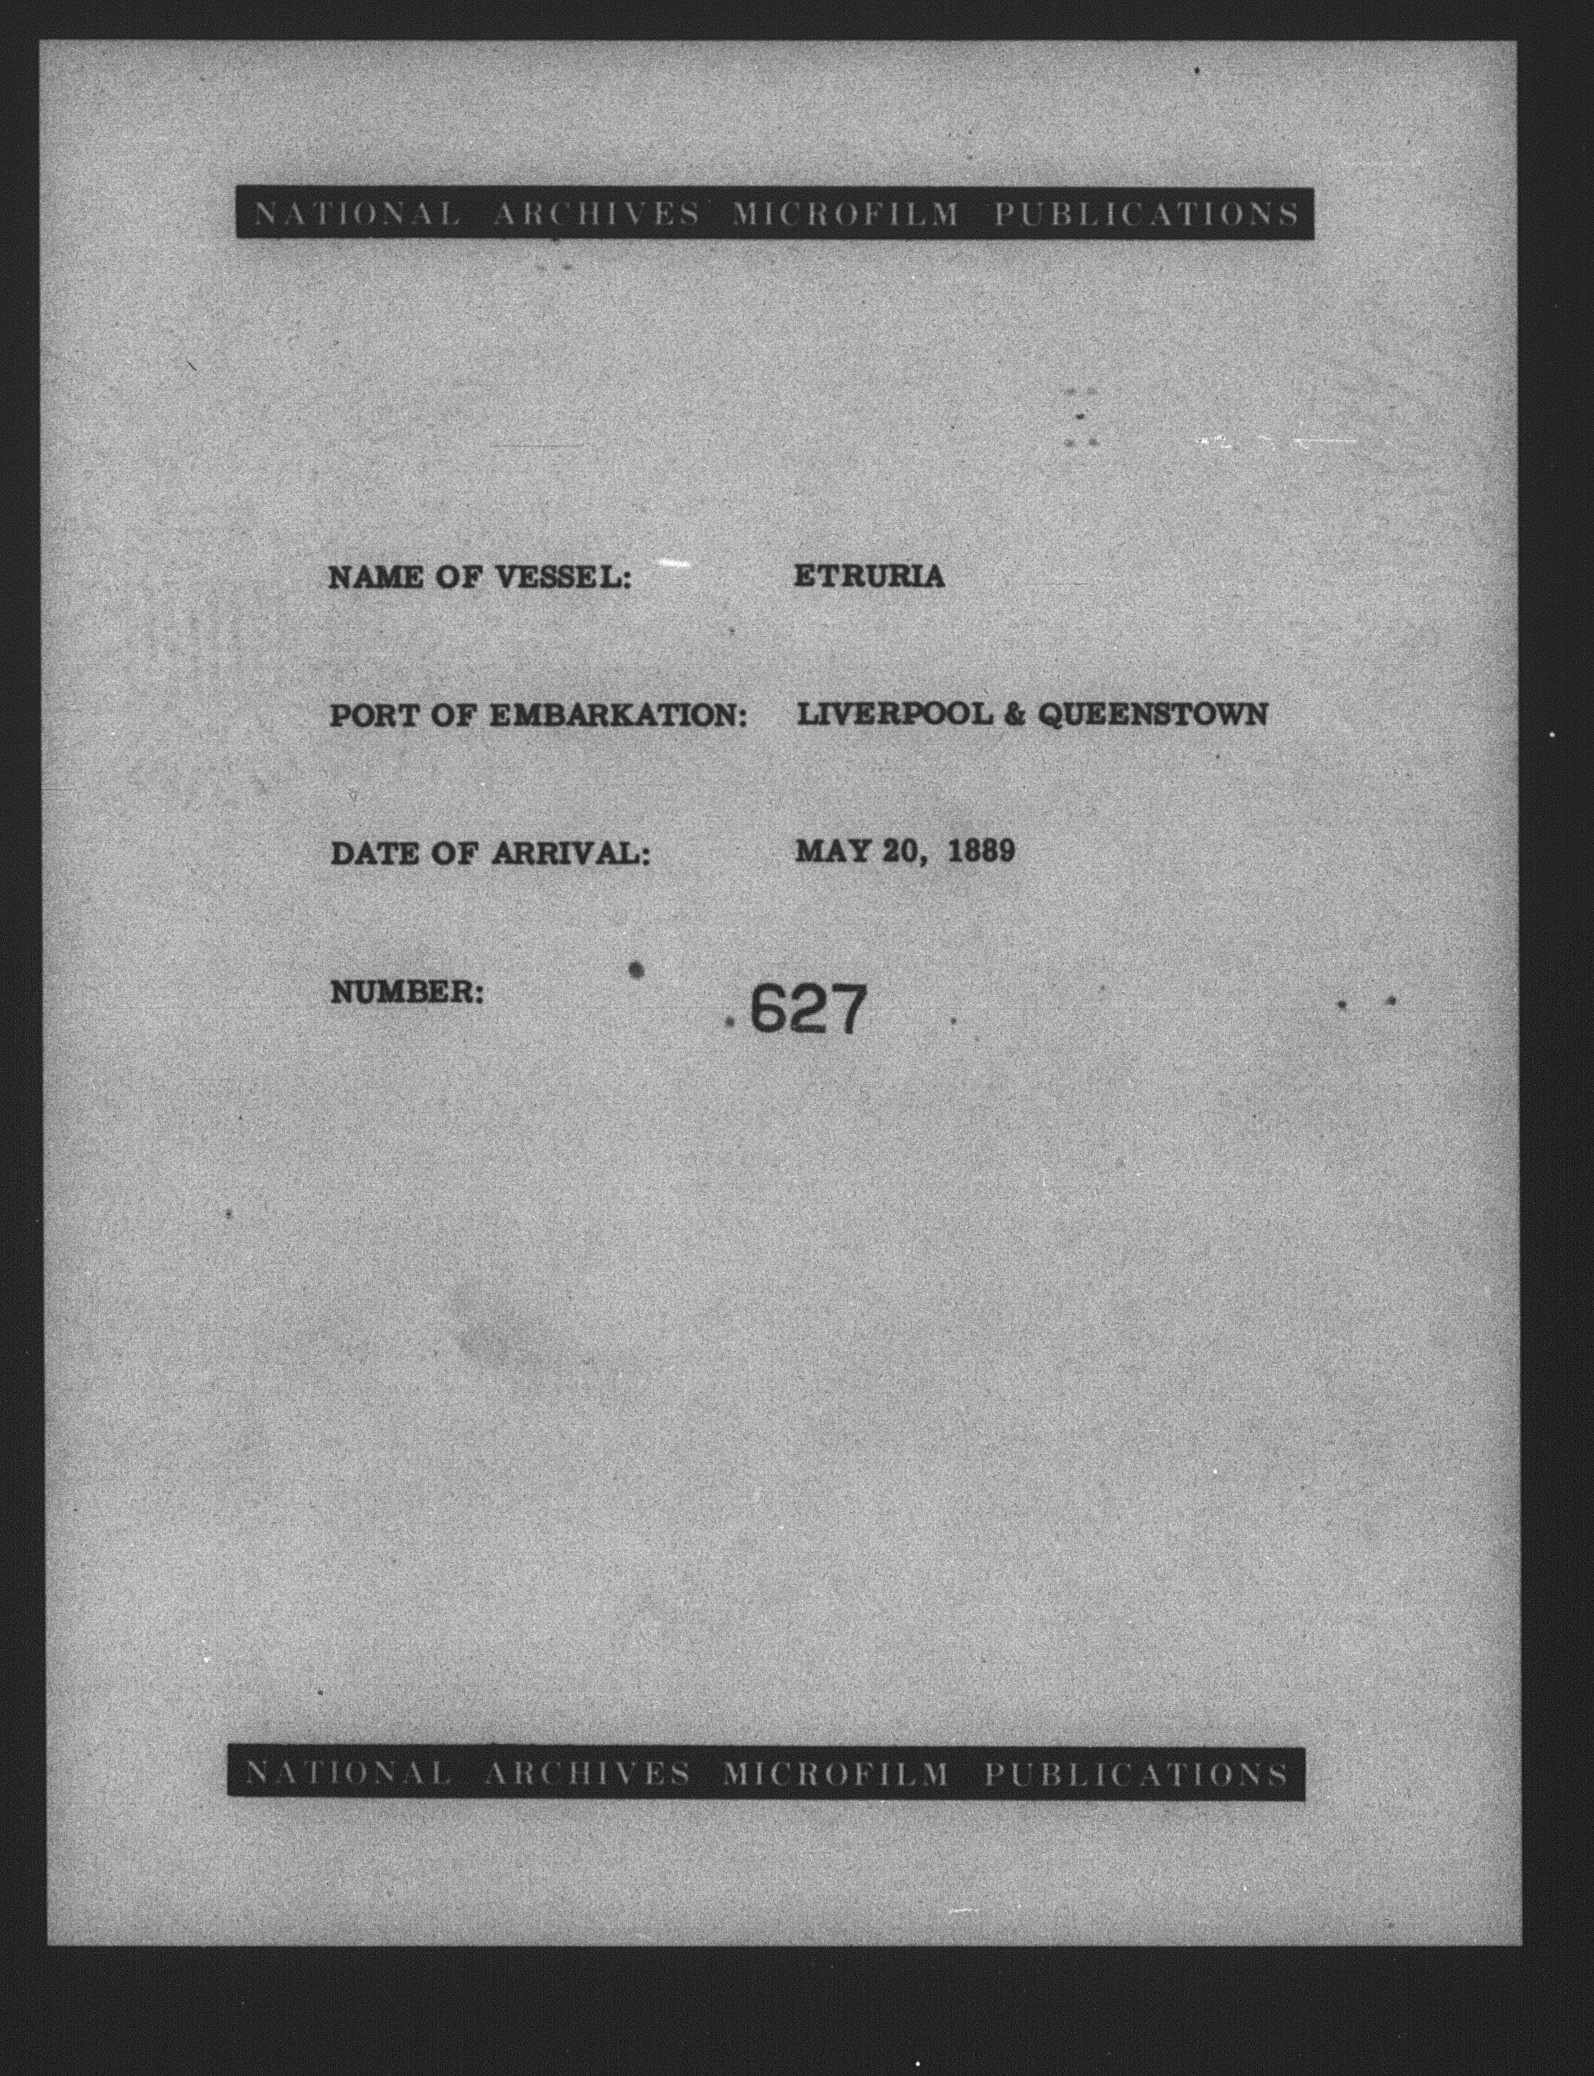 NATIONAL ARCHIVES MICROFILM PUBLICATIONS
NAME OF VESSEL: ETRURIA
PORT OF EMBARKATION: LIVERPOOL & QUEENSTOWN
DATE OF ARRIVAL: MAY 20, 1889
NUMBER: 627
NATIONAL ARCHIVES MICROFILM PUBLICATIONS